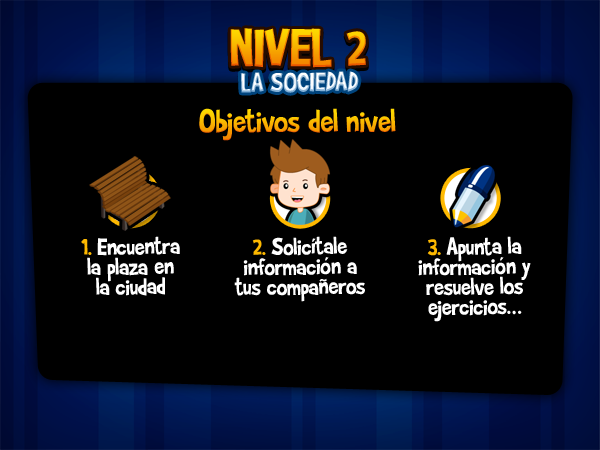 NIVEL 2
LA SOCIEDAD
Objetivos del nivel
1. Encuentra
la plaza en
la ciudad
2. Solicítale
información a
tus compañeros
3. Apunta la
información y
resuelve los
ejercicios...